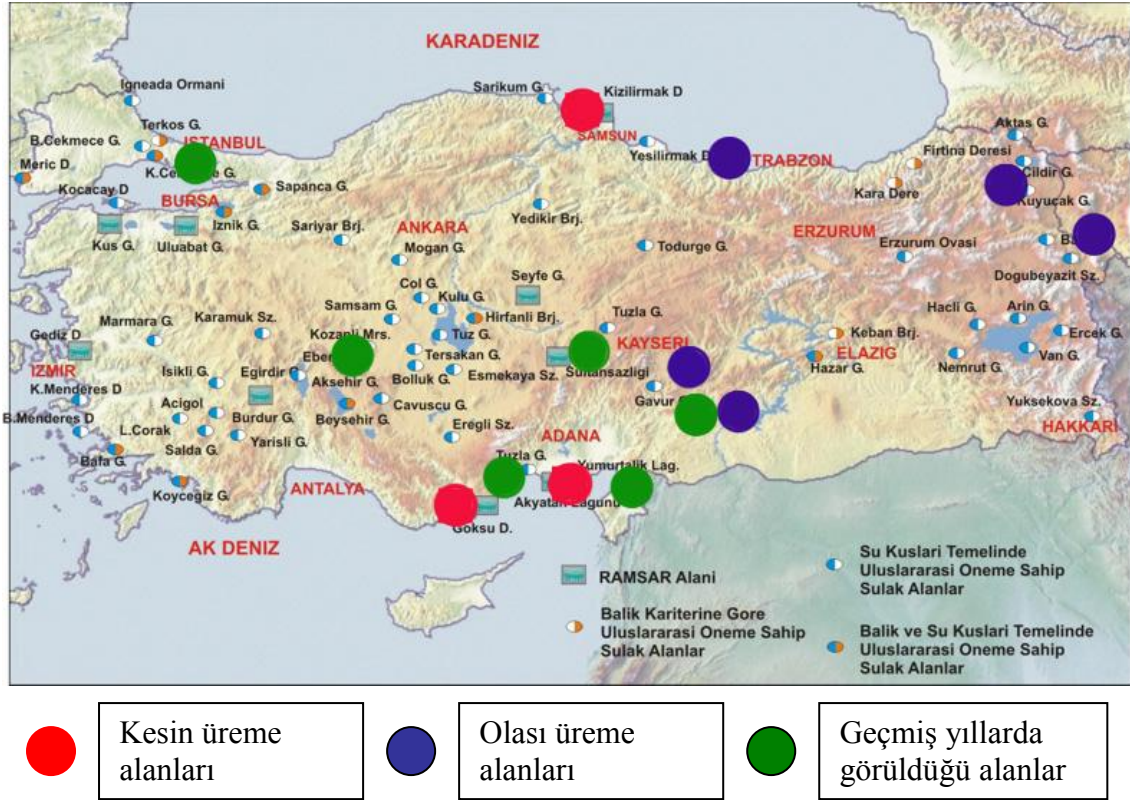 KARADENIZ
Igneada Ormani
Sarikum G.
Kizilirmak D
Terkos G.
B.Cekmece G.
ISTANBUL
SAMSUN
Aktas G.
Meric D
K.Ce
e G.
Yesilirmak D
TRABZON
Firtina Deresi
Cildir G.
Kocacay D
Sapanca G.
Kara Dere
Kuyucak G.
BURSA
Iznik G.
Yedikir Brj.
Kus G.
Uluabat G.
Sariyar Brj.
ANKARA
Mogan G.
Todurge G.
ERZURUM
Erzurum Ovasi
Dogubeyazit Sz.
Seyfe G.
Col G.
Kulu G.
Samsam G.
Hirfanli Brj.
Tuzla G.
Hacli G.
Arin G.
Marmara G.
Karamuk Sz.
Kozanli Mrs.
Tuz G.
KAYSERI
Keban Brj.
Ercek G.
Gediz D
Eber
Tersakan G.
ELAZIG
Van G.
IZMIR
Isikli G.
Egirdir G.
Aksehir G.
Bolluk G.
Esmekaya Sz.
Sultansazligi
Hazar G.
Nemrut G.
K.Menderes D
Acigol
Burdur G.
Beysehir G.
Cavuscu G.
Gavur
Yuksekova Sz.
B.Menderes D
L.Corak
Eregli Sz.
HAKKARI
Bafa G.
Salda G.
Yarisli G.
ADANA
Tuzla G.
Yumurtalik Lag.
Koycegiz G.
ANTALYA
Akyatan Lagunu
Goksu D.
AK DENIZ
RAMSAR Alani
Balik Kariterine Gore
Uluslararasi Oneme Sahip
Sulak Alanlar
Su Kuslari Temelinde
Uluslararasi Oneme Sahip
Sulak Alanlar
Balik ve Su Kuslari Temelinde
Uluslararasi Oneme Sahip
Sulak Alanlar
Kesin üreme
alanları
Olası üreme
alanları
Geçmiş yıllarda
görüldüğü alanlar